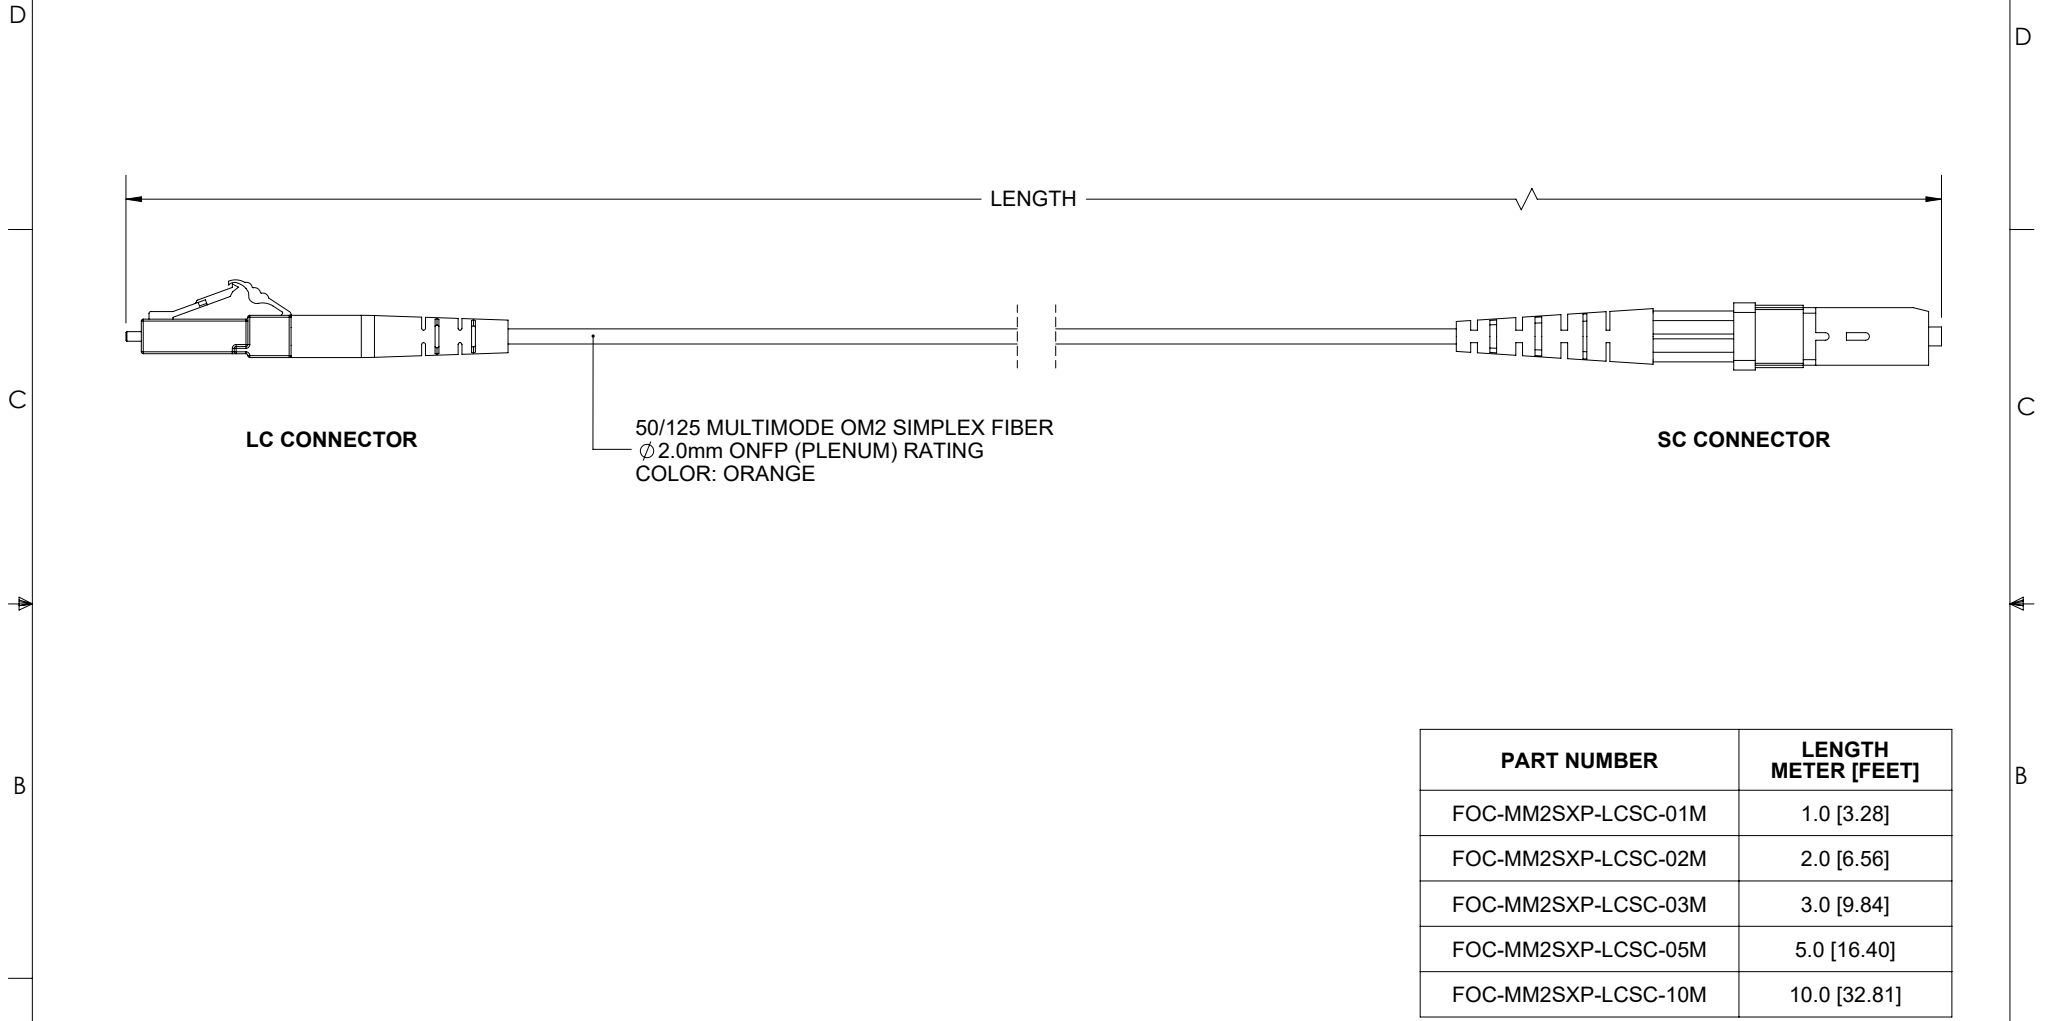 D
D
LENGTH
C
C
LC CONNECTOR
50/125 MULTIMODE OM2 SIMPLEX FIBER
∅2.0mm ONFP (PLENUM) RATING
COLOR: ORANGE
SC CONNECTOR
B
B
PART NUMBER
LENGTH
METER [FEET]
FOC-MM2SXP-LCSC-01M 1.0 [3.28]
FOC-MM2SXP-LCSC-02M 2.0 [6.56]
FOC-MM2SXP-LCSC-03M 3.0 [9.84]
FOC-MM2SXP-LCSC-05M 5.0 [16.40]
FOC-MM2SXP-LCSC-10M 10.0 [32.81]